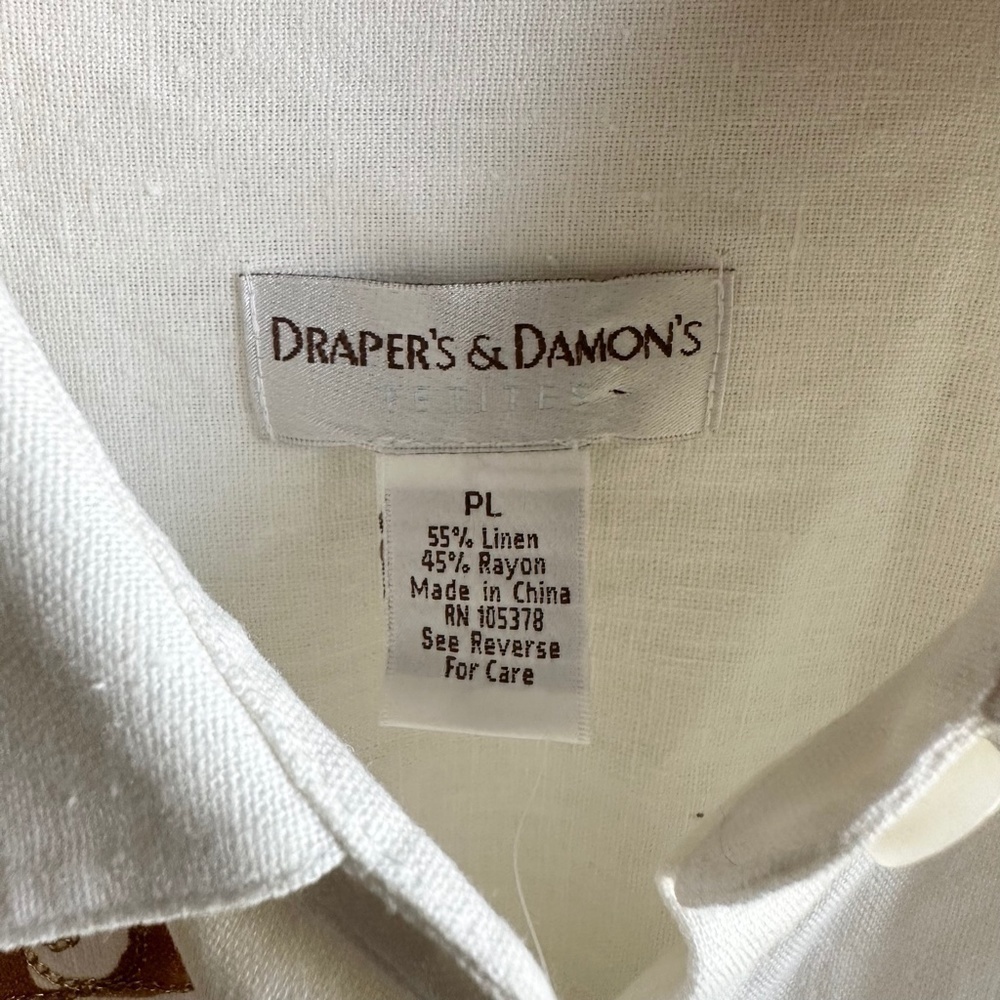 DRAPER'S & DAMON'S
PETITES
PL
55% Linen
45% Rayon
Made in China
RN 105378
See Reverse
For Care